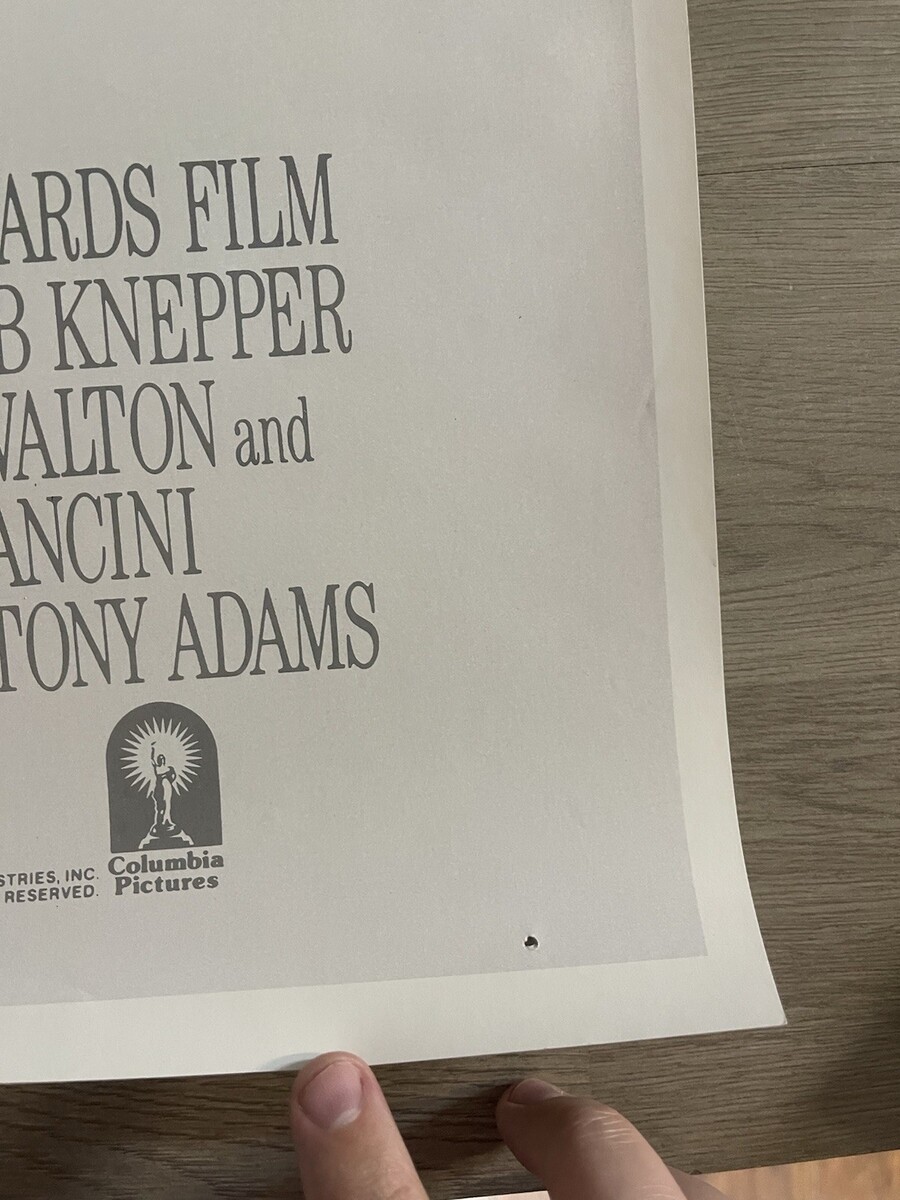 ARDS FILM
B KNEPPER
WALTON and
ANCINI
TONY ADAMS
STRIES, INC.
RESERVED.
Columbia
Pictures